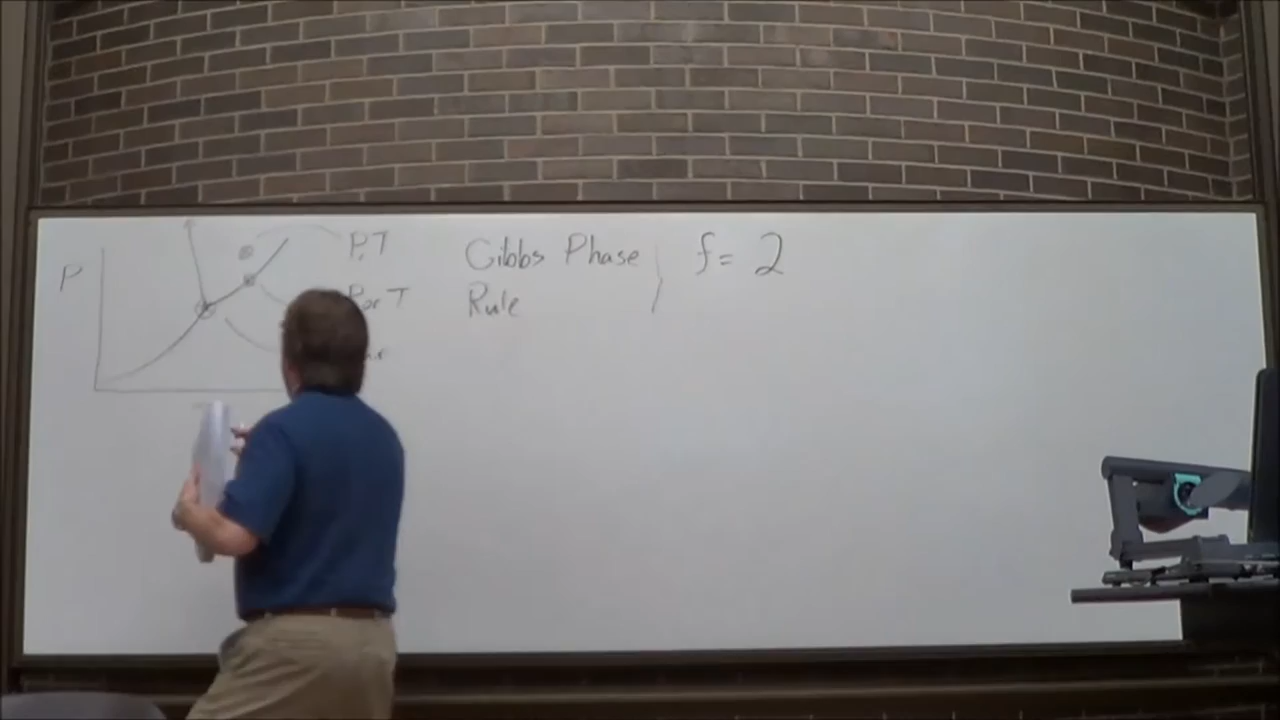 P
P, T
P or T
Gibbs Phase
Rule
f = 2